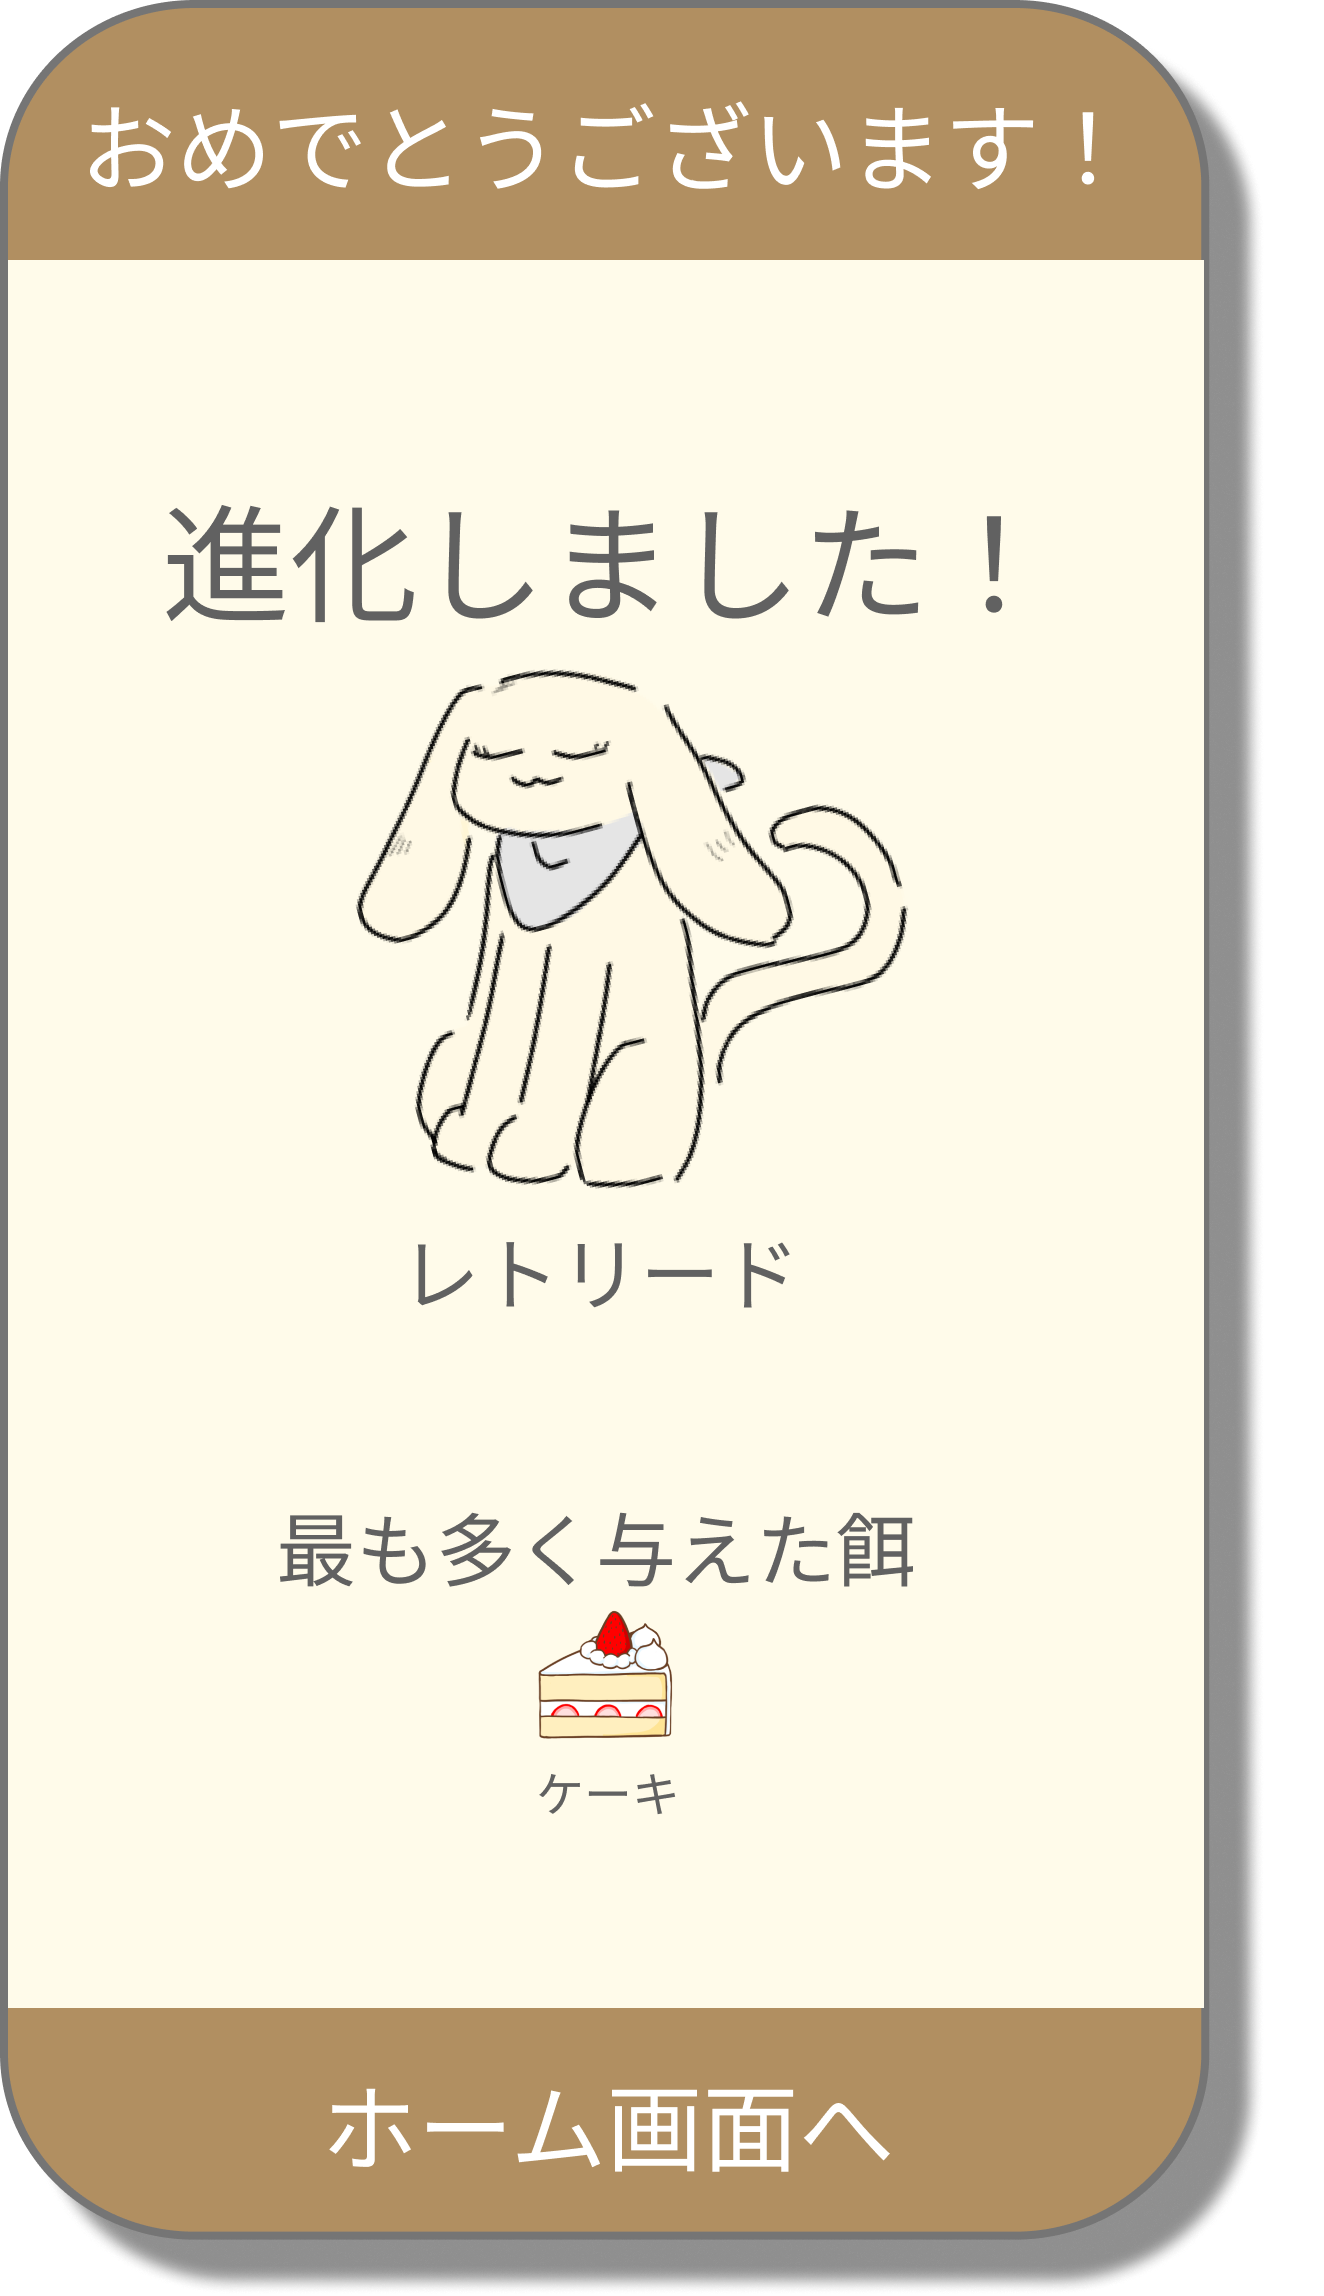 おめでとうございます！
進化しました！
レトリード
最も多く与えた餌
ケーキ
ホーム画面へ